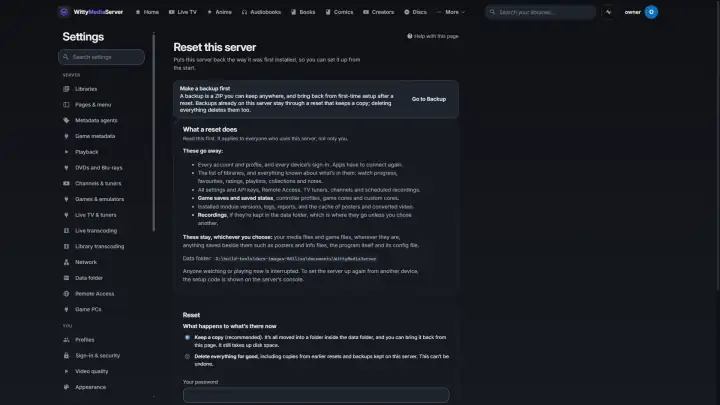 WittyMediaServer
Home
Live TV
Anime
Audiobooks
Books
Comics
Creators
Discs
More
Search your libraries...
owner
O
Settings
Search settings
SERVER
Libraries
Pages & menu
Metadata agents
Game metadata
Playback
DVDs and Blu-rays
Channels & tuners
Games & emulators
Live TV & tuners
Live transcoding
Library transcoding
Network
Data folder
Remote Access
Game PCs
YOU
Profiles
Sign-in & security
Video quality
Appearance
Help with this page
Reset this server
Puts this server back the way it was first installed, so you can set it up from
the start.
Make a backup first
A backup is a ZIP you can keep anywhere, and bring back from first-time setup after a
reset. Backups already on this server stay through a reset that keeps a copy; deleting
everything deletes them too.
Go to Backup
What a reset does
Read this first. It applies to everyone who uses this server, not only you.
These go away:
Every account and profile, and every device's sign-in. Apps have to connect again.
The list of libraries, and everything known about what's in them: watch progress,
favourites, ratings, playlists, collections and notes.
All settings and API keys, Remote Access, TV tuners, channels and scheduled recordings.
Game saves and saved states, controller profiles, game cores and custom cores.
Installed module versions, logs, reports, and the cache of posters and converted video.
Recordings, if they're kept in the data folder, which is where they go unless you chose
another.
These stay, whichever you choose: your media files and game files, wherever they are,
anything saved beside them such as posters and info files, the program itself and its config file.
Data folder:
Anyone watching or playing now is interrupted. To set the server up again from another device,
the setup code is shown on the server's console.
Reset
What happens to what's there now
Keep a copy (recommended). It's all moved into a folder inside the data folder, and you can bring it back from
this page. It still takes up disk space.
Delete everything for good, including copies from earlier resets and backups kept on this server. This can't be
undone.
Your password